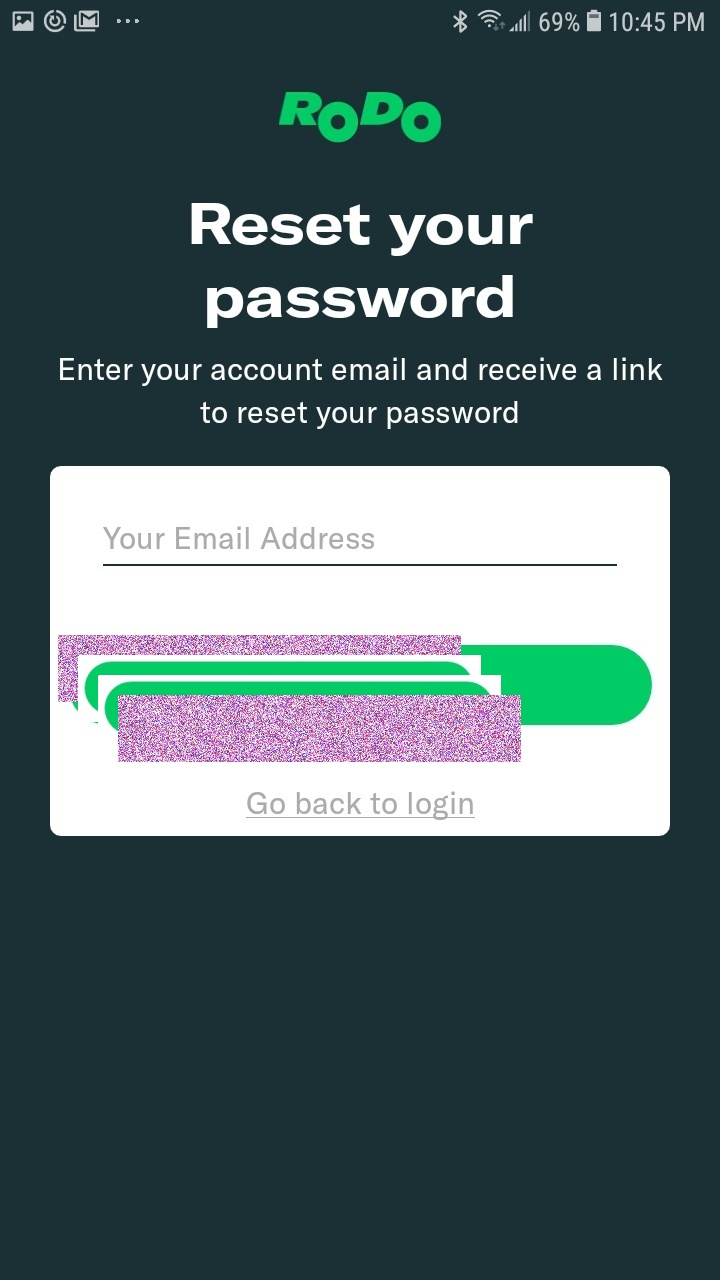 69% 10:45 PM
RODO
Reset your
password
Enter your account email and receive a link
to reset your password
Your Email Address
Go back to login